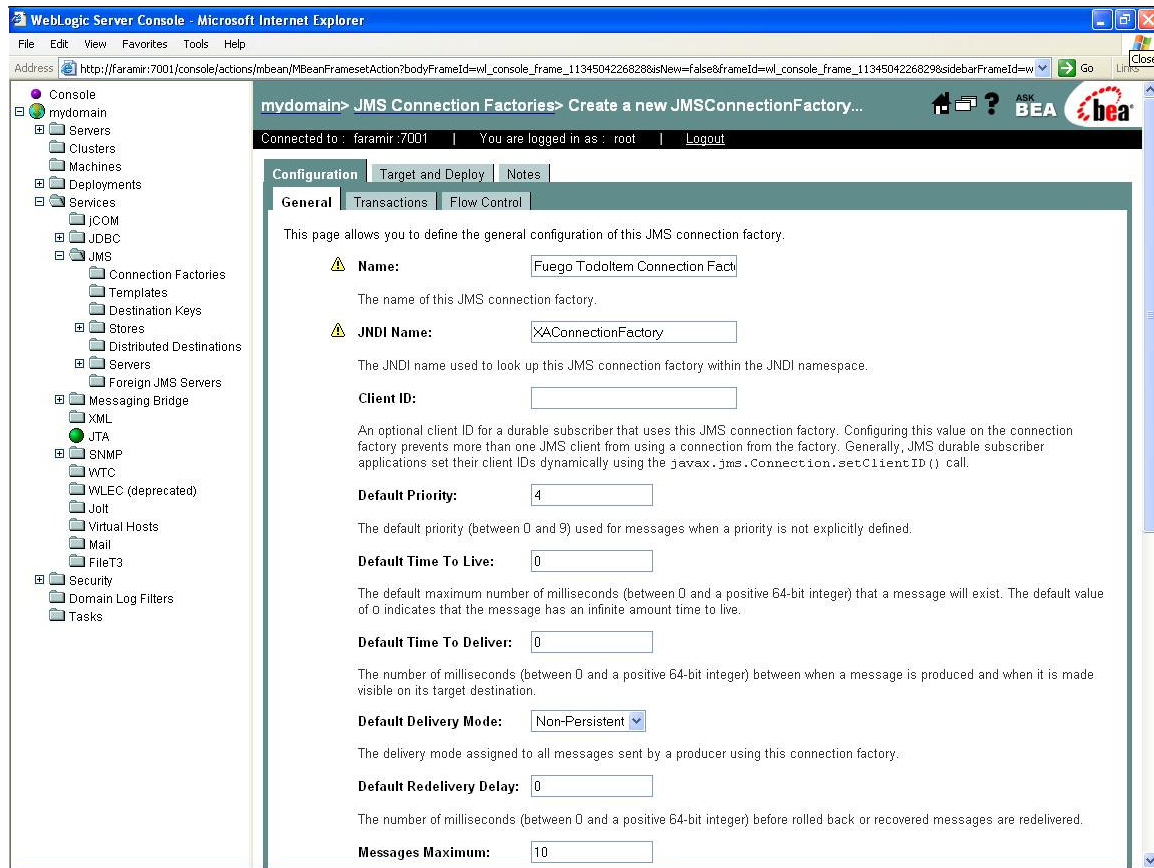 WebLogic Server Console - Microsoft Internet Explorer
File Edit View Favorites Tools Help
Close
Address http://faramir:7001/console/actions/mbean/MBeanFramesetAction?bodyFrameId=wl_console_frame_1134504226828&isNew=false&frameId=wl_console_frame_1134504226829&sidebarFrameId=w Go Links
Console
mydomain
Servers
Clusters
Machines
Deployments
Services
jCOM
JDBC
JMS
Connection Factories
Templates
Destination Keys
Stores
Distributed Destinations
Servers
Foreign JMS Servers
Messaging Bridge
XML
JTA
SNMP
WTC
WLEC (deprecated)
Jolt
Virtual Hosts
Mail
FileT3
Security
Domain Log Filters
Tasks
mydomain> JMS Connection Factories> Create a new JMSConnectionFactory...
? ASK BEA bea
Connected to : faramir :7001 | You are logged in as : root | Logout
Configuration Target and Deploy Notes
General Transactions Flow Control
This page allows you to define the general configuration of this JMS connection factory.
Name: Fuego TodoItem Connection Facto
The name of this JMS connection factory.
JNDI Name: XAConnectionFactory
The JNDI name used to look up this JMS connection factory within the JNDI namespace.
Client ID:
An optional client ID for a durable subscriber that uses this JMS connection factory. Configuring this value on the connection
factory prevents more than one JMS client from using a connection from the factory. Generally, JMS durable subscriber
applications set their client IDs dynamically using the javax.jms.Connection.setClientID() call.
Default Priority: 4
The default priority (between 0 and 9) used for messages when a priority is not explicitly defined.
Default Time To Live: 0
The default maximum number of milliseconds (between 0 and a positive 64-bit integer) that a message will exist. The default value
of 0 indicates that the message has an infinite amount time to live.
Default Time To Deliver: 0
The number of milliseconds (between 0 and a positive 64-bit integer) between when a message is produced and when it is made
visible on its target destination.
Default Delivery Mode: Non-Persistent
The delivery mode assigned to all messages sent by a producer using this connection factory.
Default Redelivery Delay: 0
The number of milliseconds (between 0 and a positive 64-bit integer) before rolled back or recovered messages are redelivered.
Messages Maximum: 10